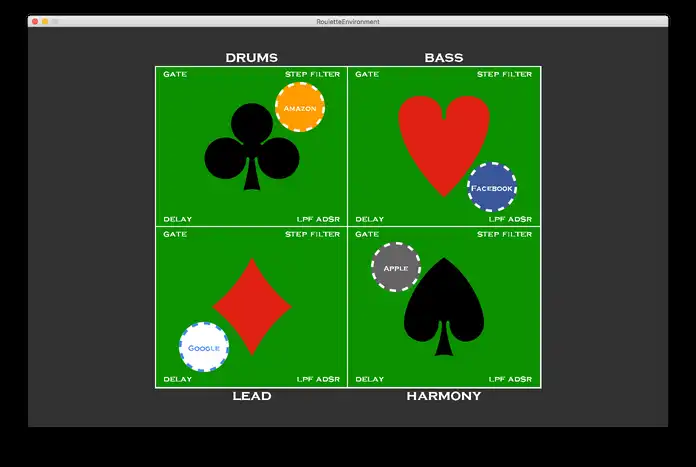 RouletteEnvironment
DRUMS BASS
GATE STEP FILTER GATE STEP FILTER
AMAZON
FACEBOOK
DELAY LPF ADSR DELAY LPF ADSR
GATE STEP FILTER GATE STEP FILTER
APPLE
GOOGLE
DELAY LPF ADSR DELAY LPF ADSR
LEAD HARMONY